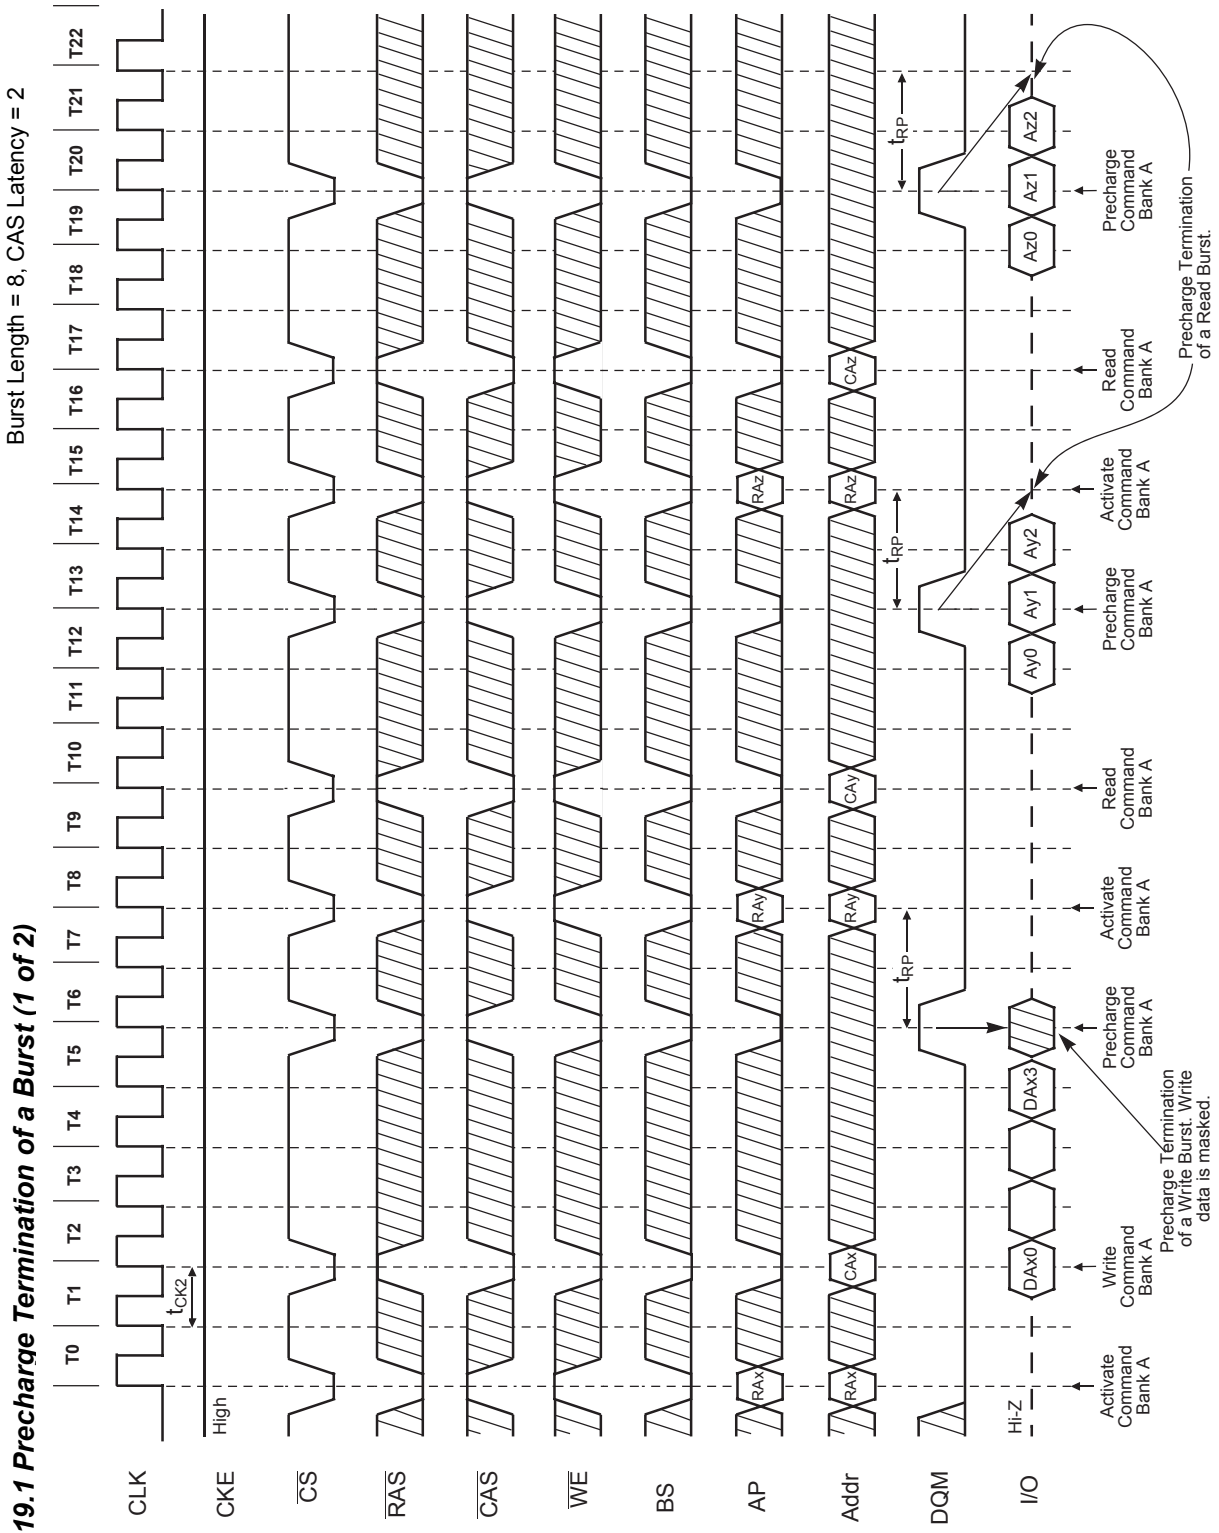 19.1 Precharge Termination of a Burst (1 of 2)
Burst Length = 8, CAS Latency = 2
T0 T1 T2 T3 T4 T5 T6 T7 T8 T9 T10 T11 T12 T13 T14 T15 T16 T17 T18 T19 T20 T21 T22
CLK
tCK2
CKE
High
CS
RAS
CAS
WE
BS
AP
RAx RAy RAz
Addr
RAx CAx RAy CAy RAz CAz
tRP tRP tRP
DQM
I/O
Hi-Z
DAx0 DAx3 Ay0 Ay1 Ay2 Az0 Az1 Az2
Activate
Command
Bank A
Write
Command
Bank A
Precharge
Command
Bank A
Activate
Command
Bank A
Read
Command
Bank A
Precharge
Command
Bank A
Activate
Command
Bank A
Read
Command
Bank A
Precharge
Command
Bank A
Precharge Termination
of a Write Burst. Write
data is masked.
Precharge Termination
of a Read Burst.